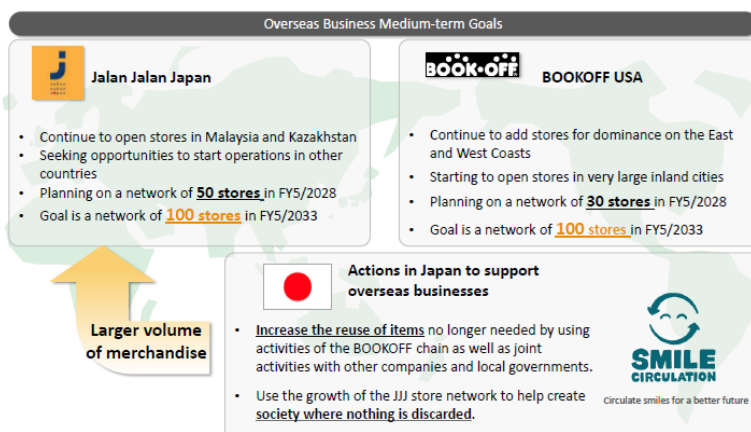 Overseas Business Medium-term Goals
Jalan Jalan Japan
• Continue to open stores in Malaysia and Kazakhstan
• Seeking opportunities to start operations in other
countries
• Planning on a network of 50 stores in FY5/2028
• Goal is a network of 100 stores in FY5/2033
BOOK·OFF
BOOKOFF USA
• Continue to add stores for dominance on the East
and West Coasts
• Starting to open stores in very large inland cities
• Planning on a network of 30 stores in FY5/2028
• Goal is a network of 100 stores in FY5/2033
Larger volume
of merchandise
Actions in Japan to support
overseas businesses
• Increase the reuse of items no longer needed by using
activities of the BOOKOFF chain as well as joint
activities with other companies and local governments.
• Use the growth of the JJJ store network to help create
society where nothing is discarded.
SMILE
CIRCULATION
Circulate smiles for a better future